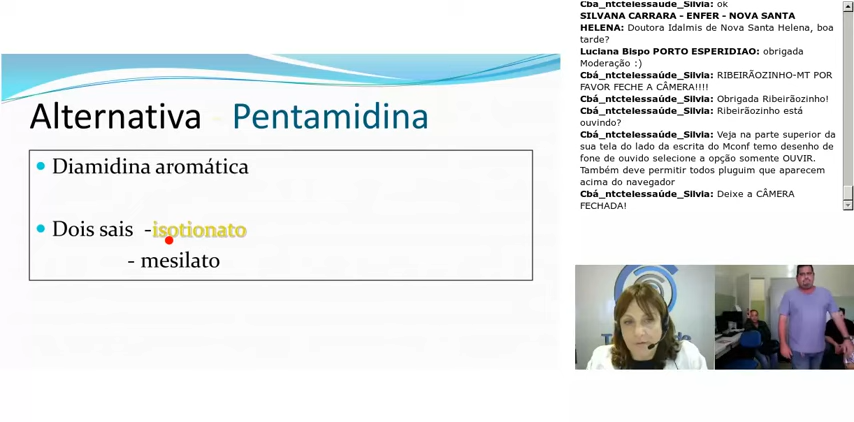 Alternativa Pentamidina
Diamidina aromática
Dois sais -isotionato
- mesilato
Cbá_ntctelessaúde_Silvia: ok
SILVANA CARRARA - ENFER - NOVA SANTA
HELENA: Doutora Idalmis de Nova Santa Helena, boa
tarde?
Luciana Bispo PORTO ESPERIDIAO: obrigada
Moderação :)
Cbá_ntctelessaúde_Silvia: RIBEIRÃOZINHO-MT POR
FAVOR FECHE A CÂMERA!!!!
Cbá_ntctelessaúde_Silvia: Obrigada Ribeirãozinho!
Cbá_ntctelessaúde_Silvia: Ribeirãozinho está
ouvindo?
Cbá_ntctelessaúde_Silvia: Veja na parte superior da
sua tela do lado da escrita do Mconf temo desenho de
fone de ouvido selecione a opção somente OUVIR.
Também deve permitir todos pluguim que aparecem
acima do navegador
Cbá_ntctelessaúde_Silvia: Deixe a CÂMERA
FECHADA!